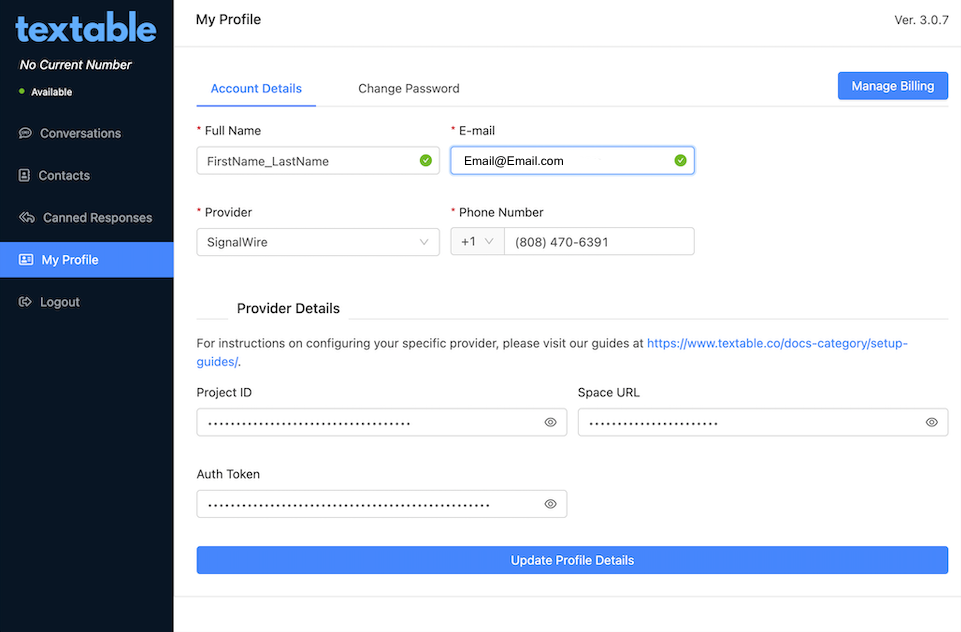 textable
No Current Number
Available
Conversations
Contacts
Canned Responses
My Profile
Logout
My Profile
Ver. 3.0.7
Account Details
Change Password
Manage Billing
* Full Name
* E-mail
FirstName_LastName
Email@Email.com
* Provider
* Phone Number
SignalWire
+1
(808) 470-6391
Provider Details
For instructions on configuring your specific provider, please visit our guides at https://www.textable.co/docs-category/setup-
guides/.
Project ID
Space URL
Auth Token
Update Profile Details